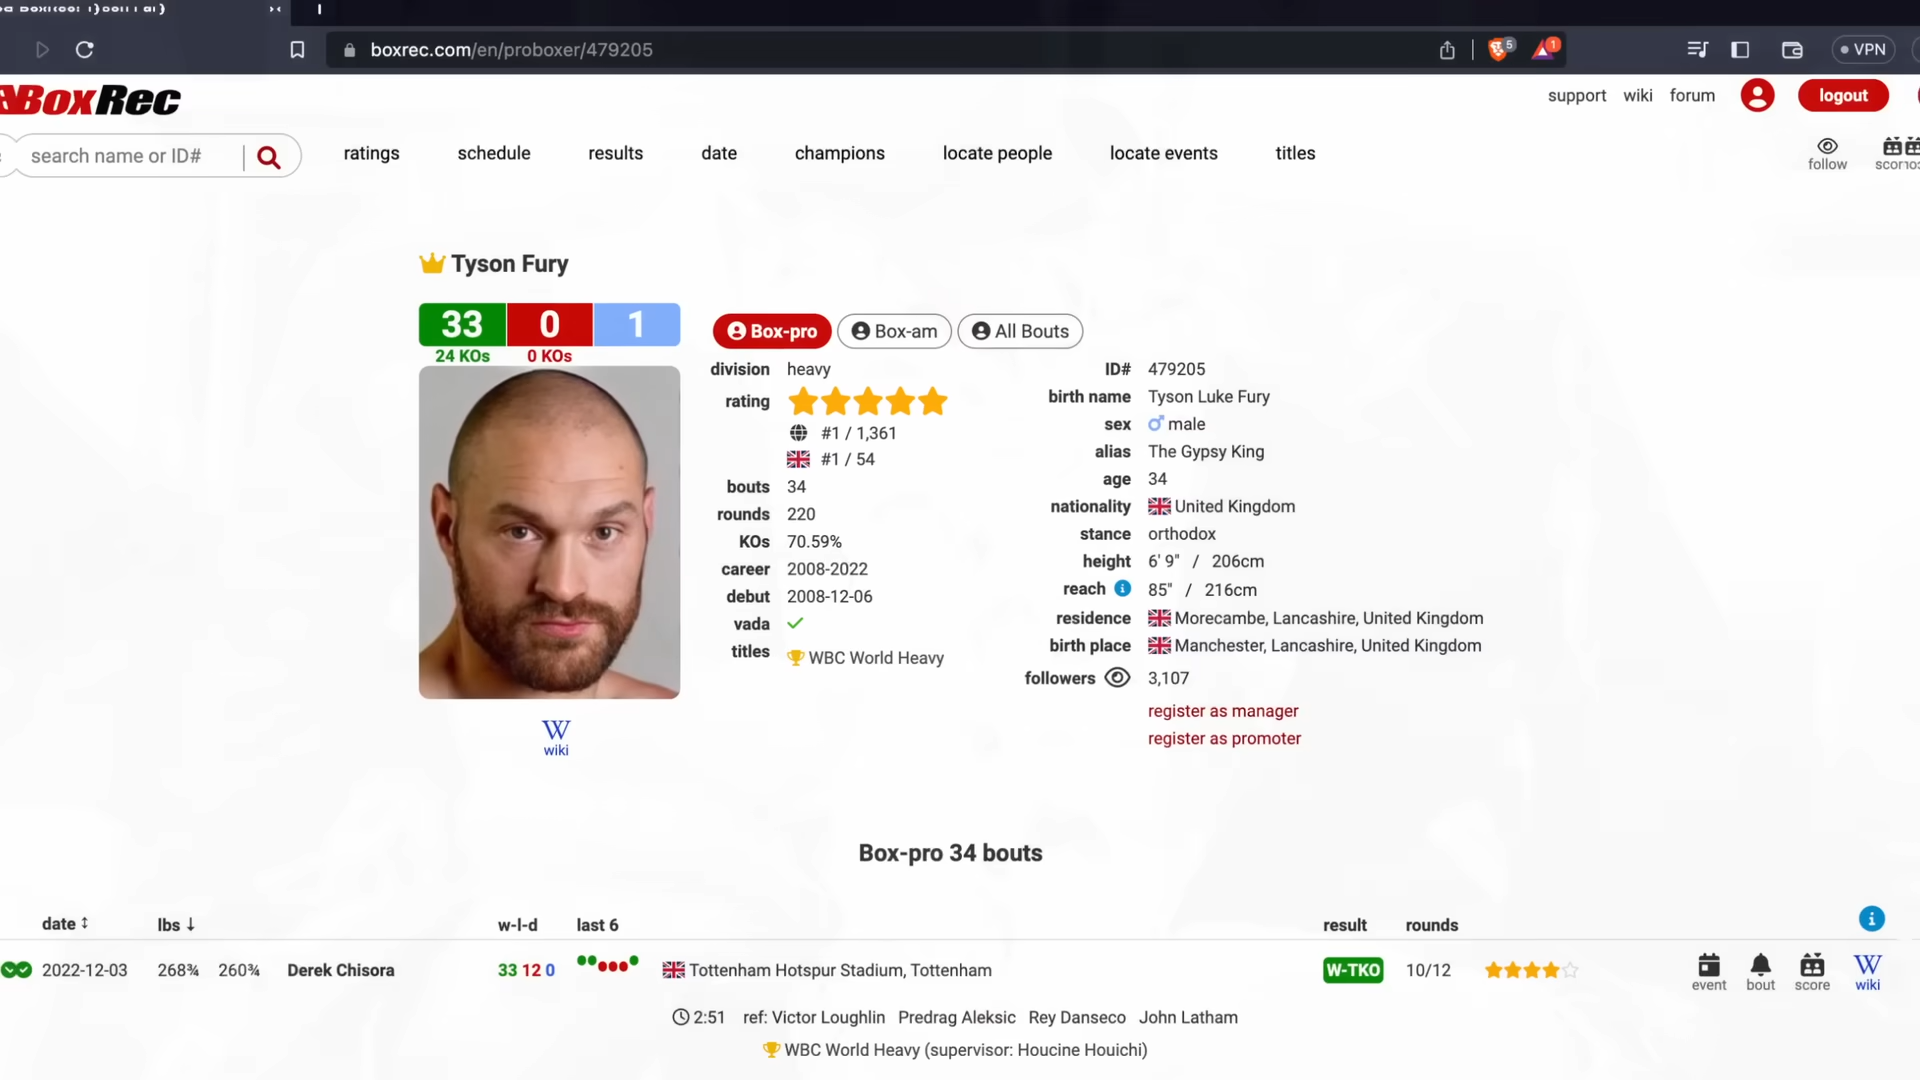 boxrec.com/en/proboxer/479205
5
1
VPN
BoxRec
support wiki forum logout
search name or ID#
ratings schedule results date champions locate people locate events titles
follow
Tyson Fury
33 0 1
24 KOs 0 KOs
Box-pro Box-am All Bouts
division heavy
rating
#1 / 1,361
#1 / 54
bouts 34
rounds 220
KOs 70.59%
career 2008-2022
debut 2008-12-06
vada
titles WBC World Heavy
ID# 479205
birth name Tyson Luke Fury
sex male
alias The Gypsy King
age 34
nationality United Kingdom
stance orthodox
height 6' 9" / 206cm
reach 85" / 216cm
residence Morecambe, Lancashire, United Kingdom
birth place Manchester, Lancashire, United Kingdom
followers 3,107
register as manager
register as promoter
W
wiki
Box-pro 34 bouts
date lbs w-l-d last 6 result rounds
2022-12-03 268¾ 260¾ Derek Chisora 33 12 0 Tottenham Hotspur Stadium, Tottenham W-TKO 10/12
event bout score W wiki
2:51 ref: Victor Loughlin Predrag Aleksic Rey Danseco John Latham
WBC World Heavy (supervisor: Houcine Houichi)